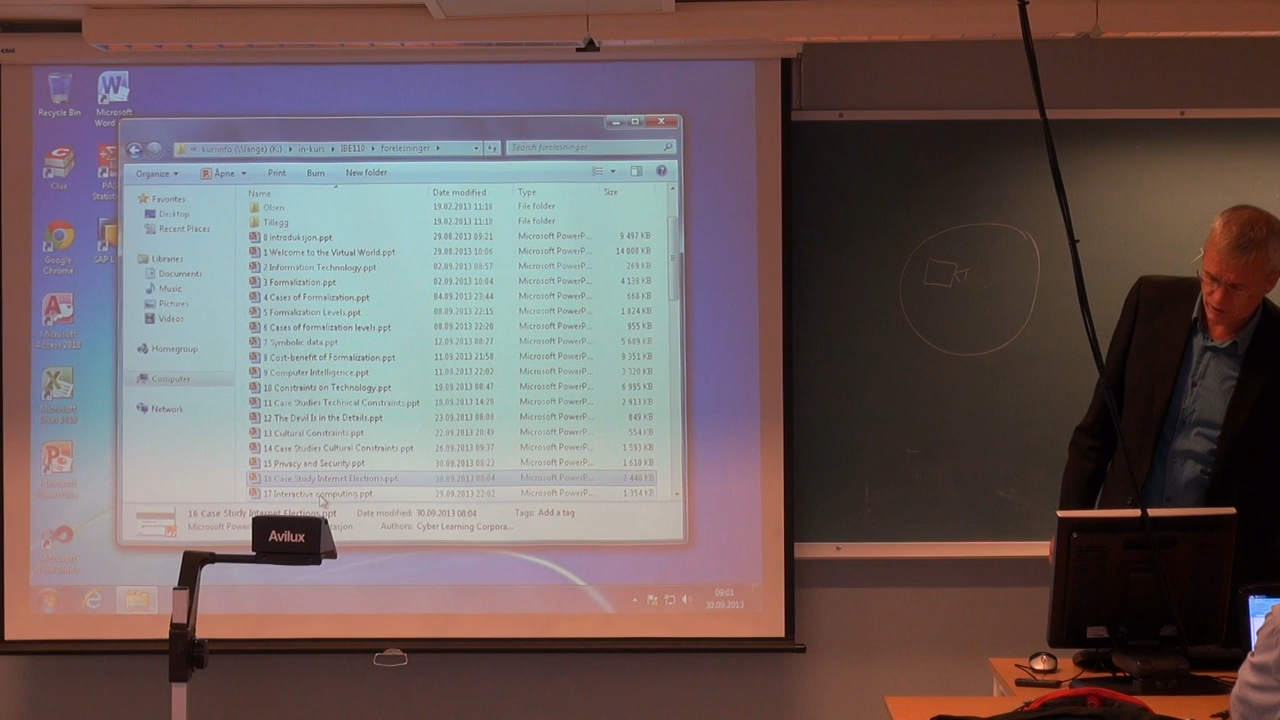 Recycle Bin
Microsoft Word
Google Chrome
Microsoft Access 2010
kursinfo (\\lange) (K:) ▸ in-kurs ▸ IBE110 ▸ forelesninger ▸
Search forelesninger
Organize Åpne Print Burn New folder
Favorites
Desktop
Recent Places
Libraries
Documents
Music
Pictures
Videos
Homegroup
Computer
Network
Name Date modified Type Size
Olsen 19.02.2013 11:18 File folder
Tillegg 19.02.2013 11:18 File folder
0 introduksjon.ppt 29.08.2013 09:21 Microsoft PowerP... 9 497 KB
1 Welcome to the Virtual World.ppt 29.08.2013 10:06 Microsoft PowerP... 14 008 KB
2 Information Technology.ppt 02.09.2013 08:57 Microsoft PowerP... 269 KB
3 Formalization.ppt 02.09.2013 10:04 Microsoft PowerP... 4 138 KB
4 Cases of Formalization.ppt 04.09.2013 23:44 Microsoft PowerP... 668 KB
5 Formalization Levels.ppt 08.09.2013 22:15 Microsoft PowerP... 1 824 KB
6 Cases of formalization levels.ppt 08.09.2013 22:20 Microsoft PowerP... 955 KB
7 Symbolic data.ppt 12.09.2013 08:27 Microsoft PowerP... 5 689 KB
8 Cost-benefit of Formalization.ppt 11.09.2013 21:58 Microsoft PowerP... 9 351 KB
9 Computer Intelligence.ppt 11.09.2013 22:02 Microsoft PowerP... 3 320 KB
10 Constraints on Technology.ppt 19.09.2013 08:47 Microsoft PowerP... 6 995 KB
11 Case Studies Technical Constraints.ppt 18.09.2013 14:28 Microsoft PowerP... 2 913 KB
12 The Devil Is in the Details.ppt 23.09.2013 08:08 Microsoft PowerP... 849 KB
13 Cultural Constraints.ppt 22.09.2013 20:49 Microsoft PowerP... 554 KB
14 Case Studies Cultural Constraints.ppt 26.09.2013 09:37 Microsoft PowerP... 1 593 KB
15 Privacy and Security.ppt 30.09.2013 08:23 Microsoft PowerP... 1 610 KB
16 Case Study Internet Elections.ppt 30.09.2013 08:04 Microsoft PowerP... 2 448 KB
17 Interactive computing.ppt 29.09.2013 22:02 Microsoft PowerP... 1 354 KB
16 Case Study Internet Elections.ppt Date modified: 30.09.2013 08:04 Tags: Add a tag
Authors: Cyber Learning Corpora...
Avilux
09:01
30.09.2013